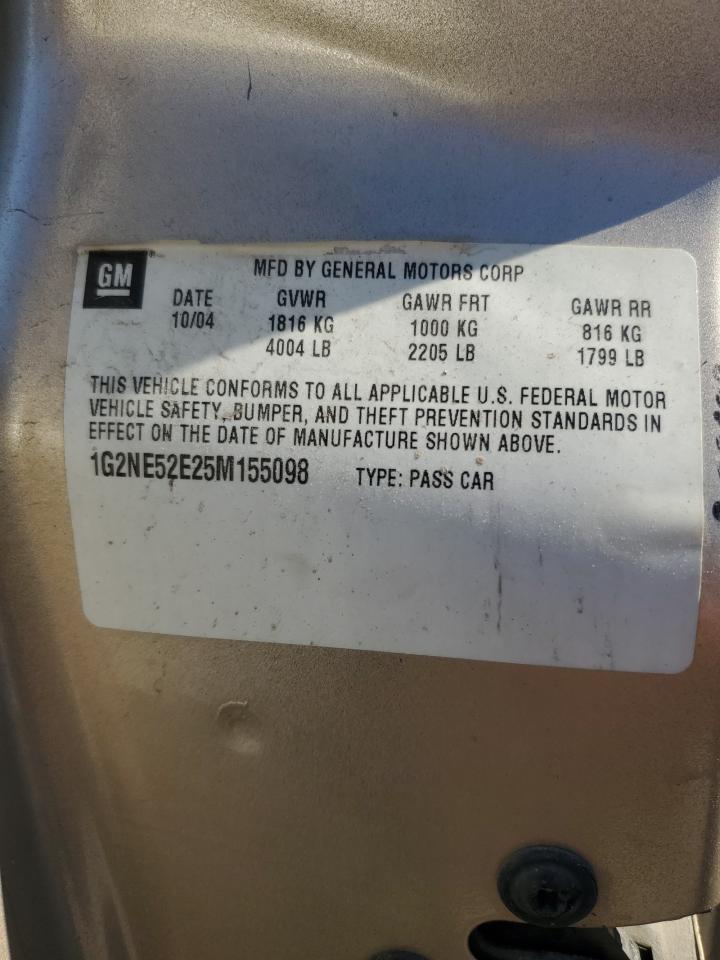 GM
MFD BY GENERAL MOTORS CORP
DATE GVWR GAWR FRT GAWR RR
10/04 1816 KG 1000 KG 816 KG
4004 LB 2205 LB 1799 LB
THIS VEHICLE CONFORMS TO ALL APPLICABLE U.S. FEDERAL MOTOR
VEHICLE SAFETY, BUMPER, AND THEFT PREVENTION STANDARDS IN
EFFECT ON THE DATE OF MANUFACTURE SHOWN ABOVE.
1G2NE52E25M155098 TYPE: PASS CAR